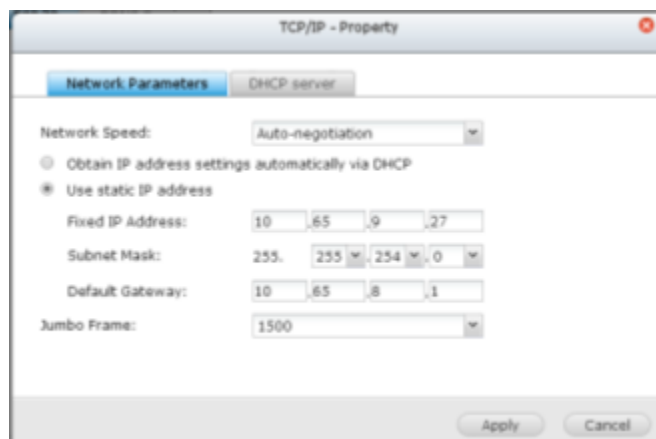 TCP/IP - Property
Network Parameters DHCP server
Network Speed: Auto-negotiation
Obtain IP address settings automatically via DHCP
Use static IP address
Fixed IP Address: 10 .65 .9 .27
Subnet Mask: 255. 255 . 254 . 0
Default Gateway: 10 .65 .8 .1
Jumbo Frame: 1500
Apply Cancel